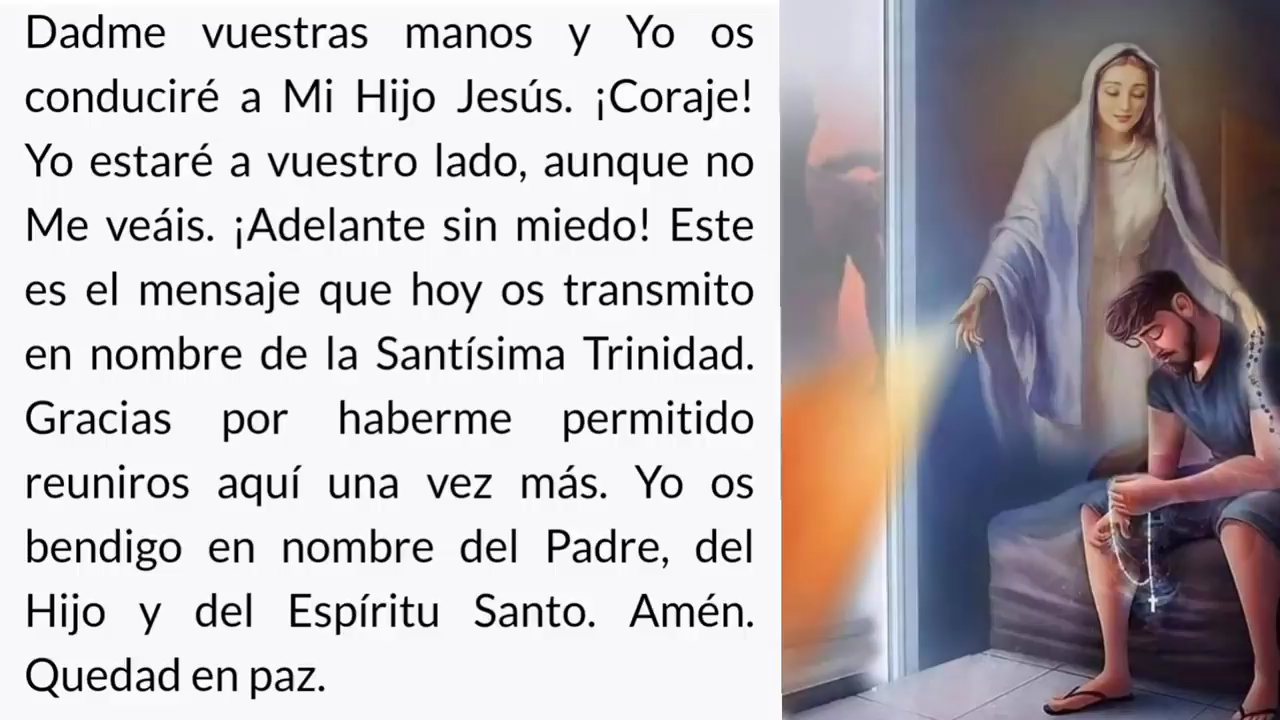 Dadme vuestras manos y Yo os
conduciré a Mi Hijo Jesús. ¡Coraje!
Yo estaré a vuestro lado, aunque no
Me veáis. ¡Adelante sin miedo! Este
es el mensaje que hoy os transmito
en nombre de la Santísima Trinidad.
Gracias por haberme permitido
reuniros aquí una vez más. Yo os
bendigo en nombre del Padre, del
Hijo y del Espíritu Santo. Amén.
Quedad en paz.